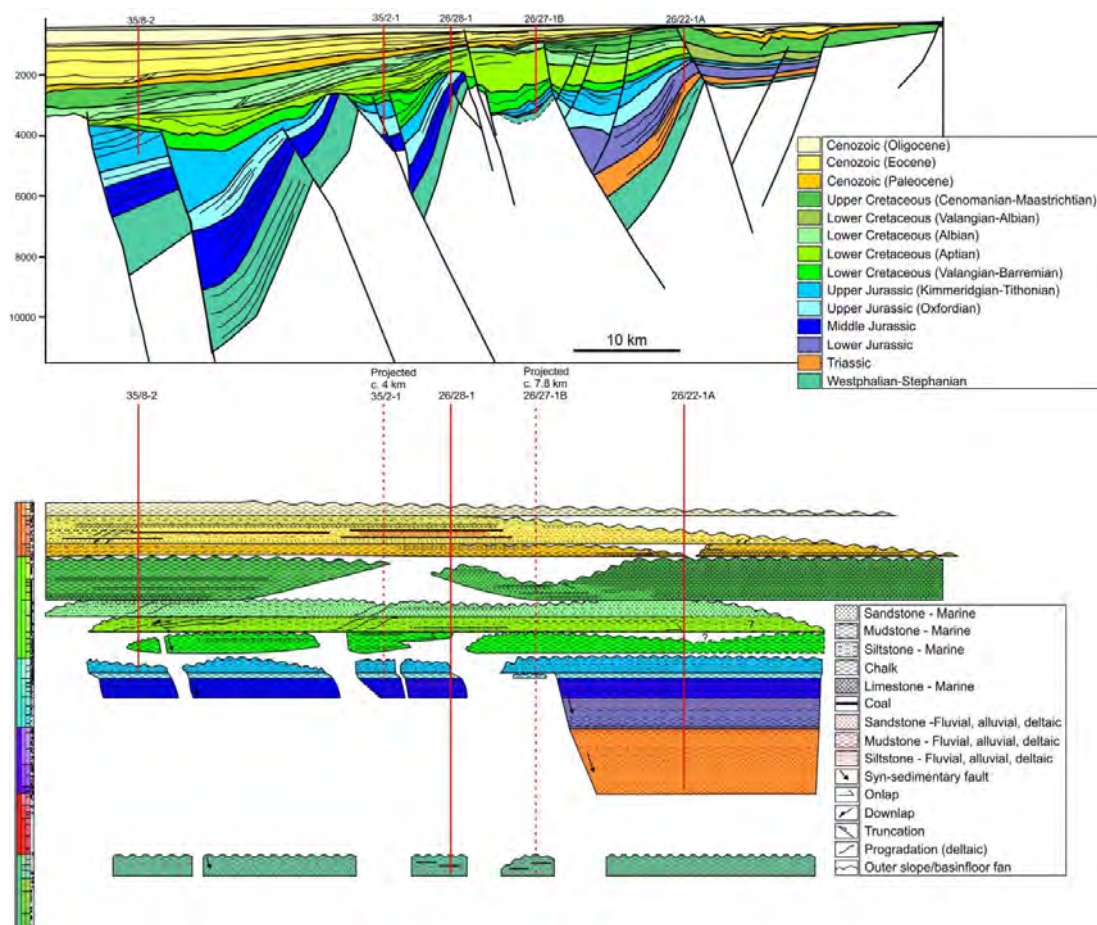 35/8-2
35/2-1
26/28-1
26/27-1B
26/22-1A
2000
4000
6000
8000
10000
10 km
Cenozoic (Oligocene)
Cenozoic (Eocene)
Cenozoic (Paleocene)
Upper Cretaceous (Cenomanian-Maastrichtian)
Lower Cretaceous (Valangian-Albian)
Lower Cretaceous (Albian)
Lower Cretaceous (Aptian)
Lower Cretaceous (Valangian-Barremian)
Upper Jurassic (Kimmeridgian-Tithonian)
Upper Jurassic (Oxfordian)
Middle Jurassic
Lower Jurassic
Triassic
Westphalian-Stephanian
35/8-2
Projected
c. 4 km
35/2-1
26/28-1
Projected
c. 7.8 km
26/27-1B
26/22-1A
?
?
Sandstone - Marine
Mudstone - Marine
Siltstone - Marine
Chalk
Limestone - Marine
Coal
Sandstone -Fluvial, alluvial, deltaic
Mudstone - Fluvial, alluvial, deltaic
Siltstone - Fluvial, alluvial, deltaic
Syn-sedimentary fault
Onlap
Downlap
Truncation
Progradation (deltaic)
Outer slope/basinfloor fan